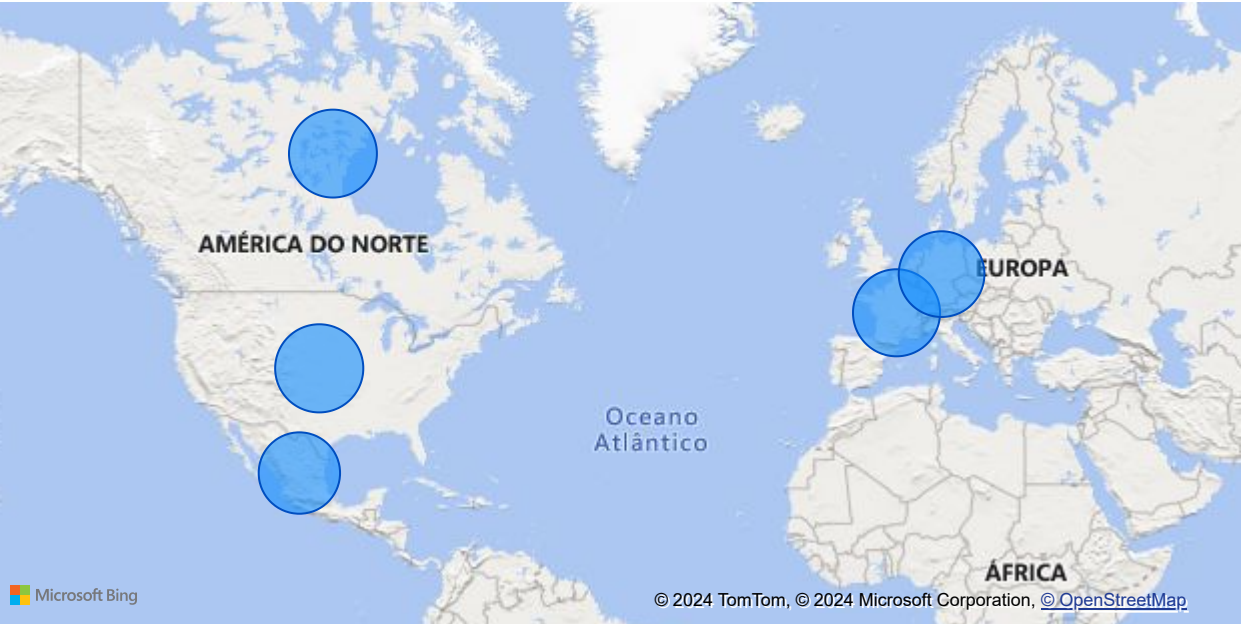 AMÉRICA DO NORTE
EUROPA
Oceano
Atlântico
ÁFRICA
Microsoft Bing
© 2024 TomTom, © 2024 Microsoft Corporation, © OpenStreetMap